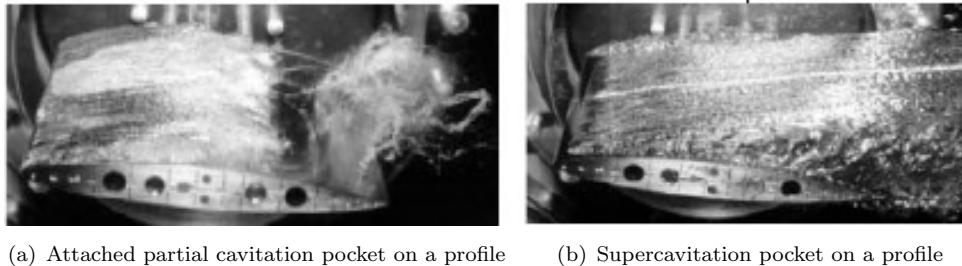 (a) Attached partial cavitation pocket on a profile
(b) Supercavitation pocket on a profile